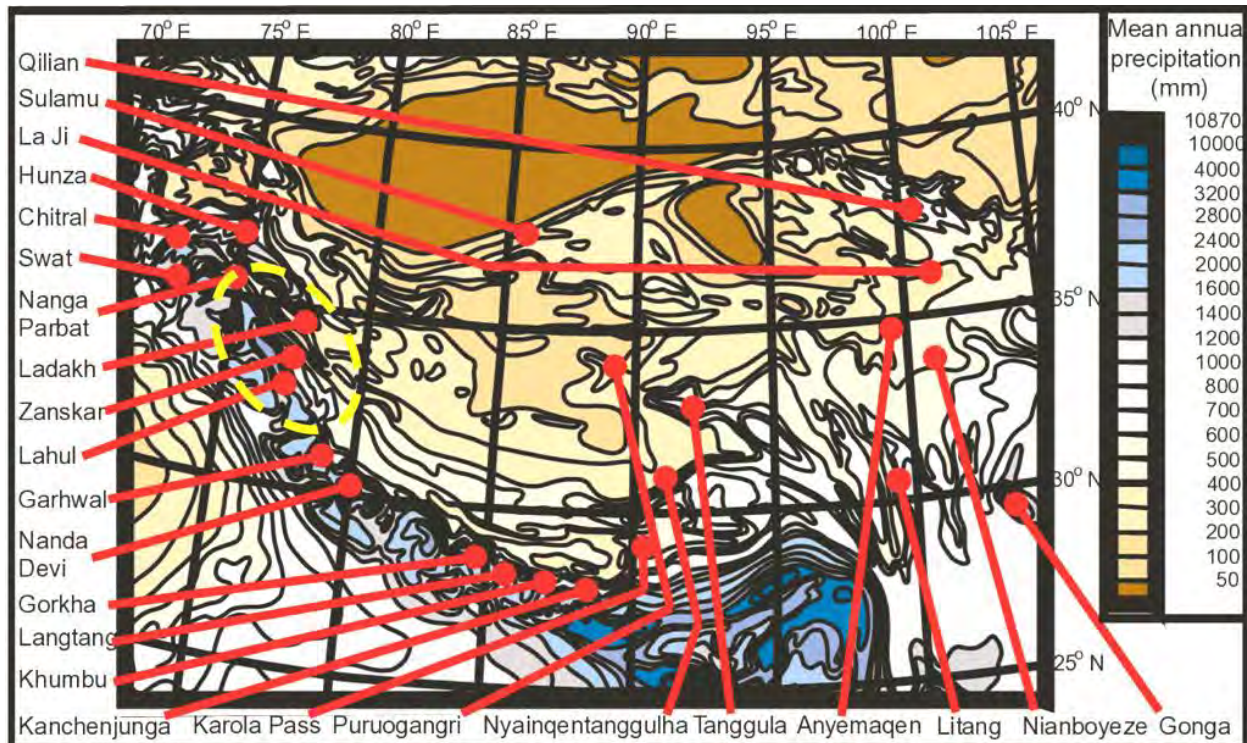 70° E 75° E 80° E 85° E 90° E 95° E 100° E 105° E
Mean annua
precipitation
(mm)
Qilian
Sulamu
La Ji
Hunza
Chitral
Swat
Nanga
Parbat
Ladakh
Zanskar
Lahul
Garhwal
Nanda
Devi
Gorkha
Langtang
Khumbu
Kanchenjunga Karola Pass Puruogangri Nyainqentanggulha Tanggula Anyemaqen Litang Nianboyeze Gonga
40° N
35° N
30° N
25° N
10870
10000
4000
3200
2800
2400
2000
1600
1400
1200
1000
800
700
600
500
400
300
200
100
50